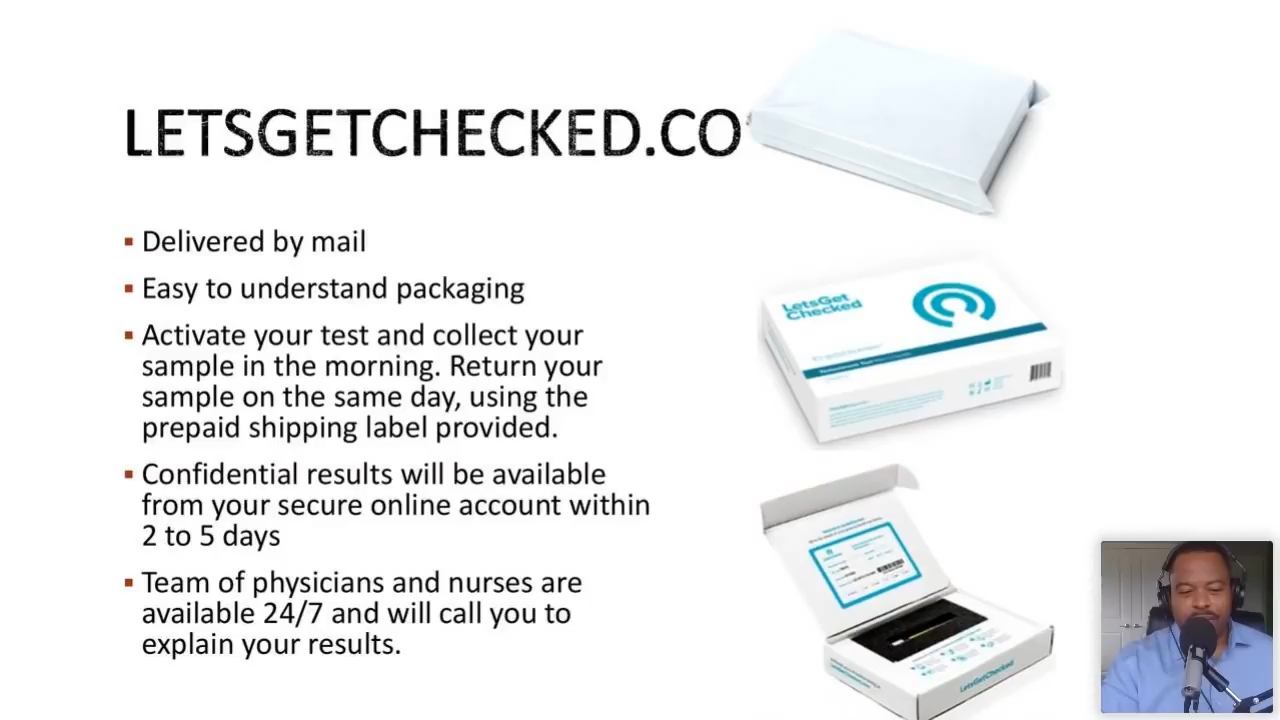 LETSGETCHECKED.CO
▪ Delivered by mail
▪ Easy to understand packaging
▪ Activate your test and collect your
sample in the morning. Return your
sample on the same day, using the
prepaid shipping label provided.
▪ Confidential results will be available
from your secure online account within
2 to 5 days
▪ Team of physicians and nurses are
available 24/7 and will call you to
explain your results.
LetsGet
Checked
LetsGetChecked